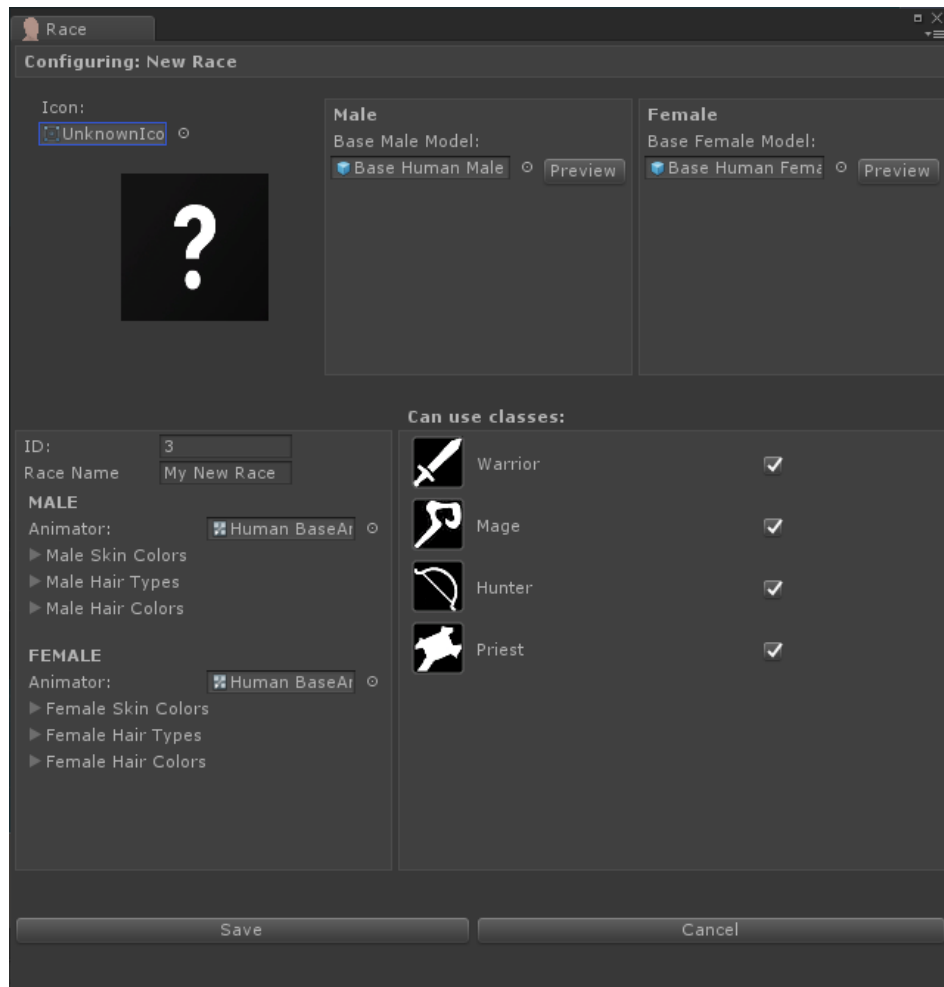 Race
Configuring: New Race
Icon:
UnknownIco
Male
Base Male Model:
Base Human Male
Preview
Female
Base Female Model:
Base Human Fema
Preview
?
Can use classes:
ID:
3
Race Name
My New Race
MALE
Animator:
Human BaseAr
Male Skin Colors
Male Hair Types
Male Hair Colors
FEMALE
Animator:
Human BaseAr
Female Skin Colors
Female Hair Types
Female Hair Colors
Warrior
Mage
Hunter
Priest
Save
Cancel